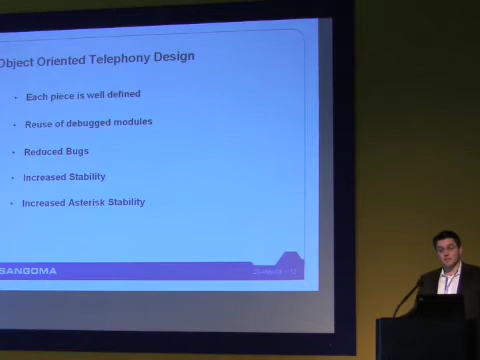 Object Oriented Telephony Design
• Each piece is well defined
• Reuse of debugged modules
• Reduced Bugs
• Increased Stability
• Increased Asterisk Stability
SANGOMA